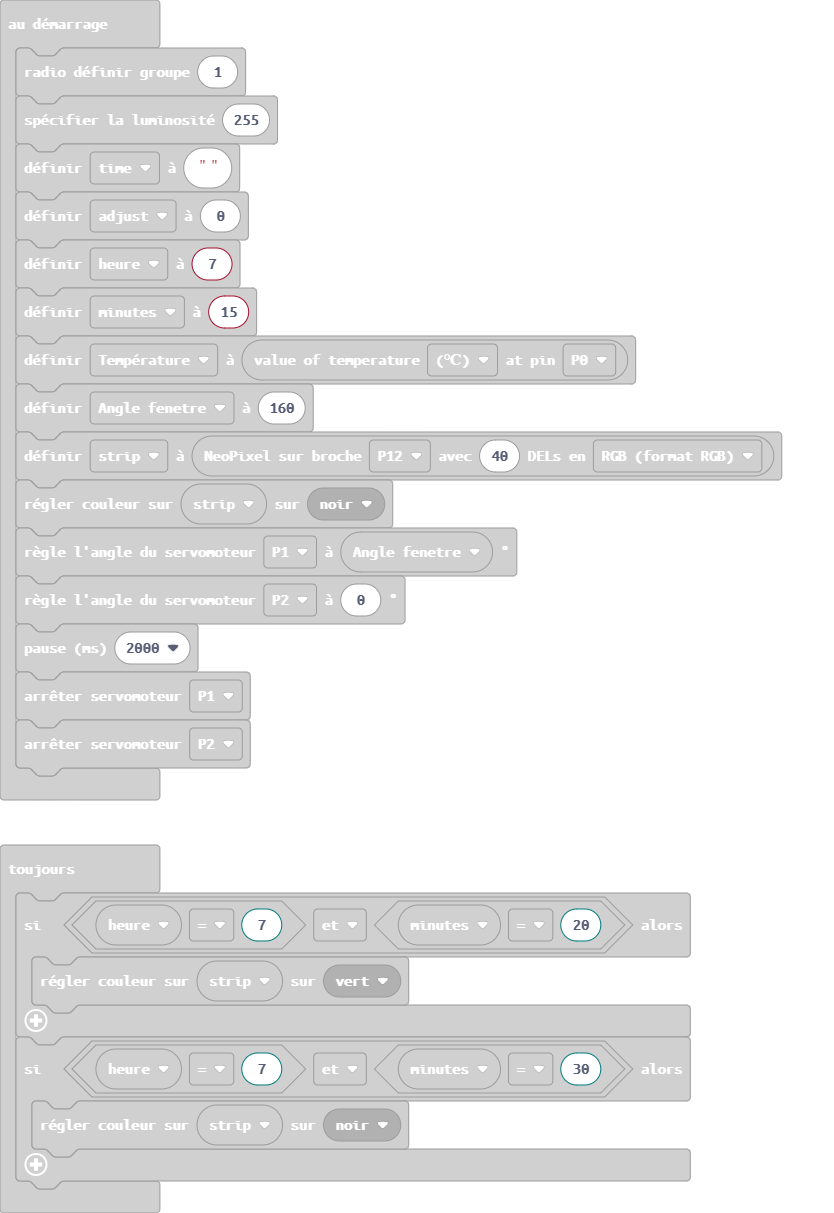 au démarrage
radio définir groupe 1
spécifier la luminosité 255
définir time à " "
définir adjust à 0
définir heure à 7
définir minutes à 15
définir Température à value of temperature (℃) at pin P0
définir Angle fenetre à 160
définir strip à NeoPixel sur broche P12 avec 40 DELs en RGB (format RGB)
régler couleur sur strip sur noir
règle l'angle du servomoteur P1 à Angle fenetre °
règle l'angle du servomoteur P2 à 0 °
pause (ms) 2000
arrêter servomoteur P1
arrêter servomoteur P2
toujours
si heure = 7 et minutes = 20 alors
régler couleur sur strip sur vert
si heure = 7 et minutes = 30 alors
régler couleur sur strip sur noir